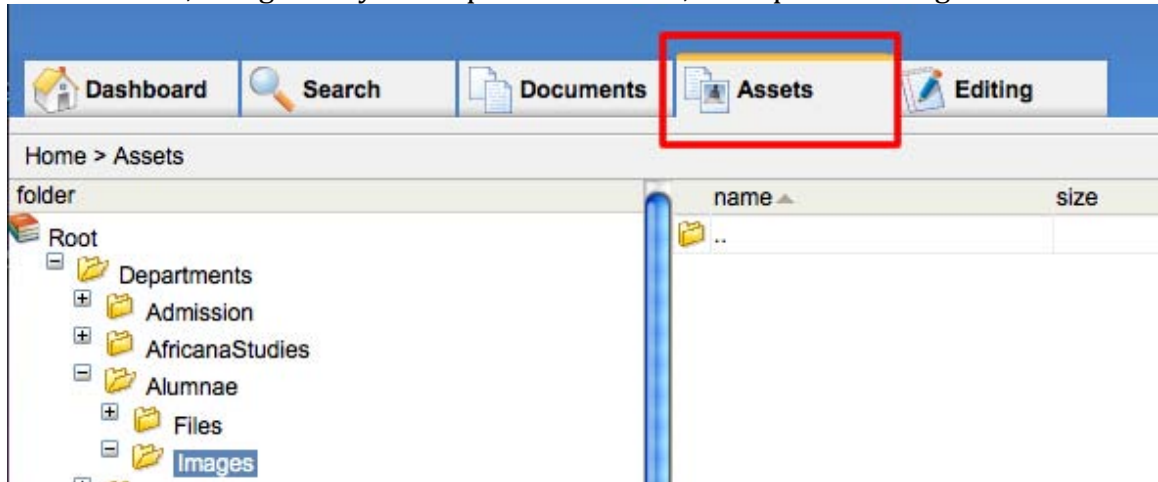 Dashboard Search Documents Assets Editing
Home > Assets
folder name size
Root ..
Departments
Admission
AfricanaStudies
Alumnae
Files
Images